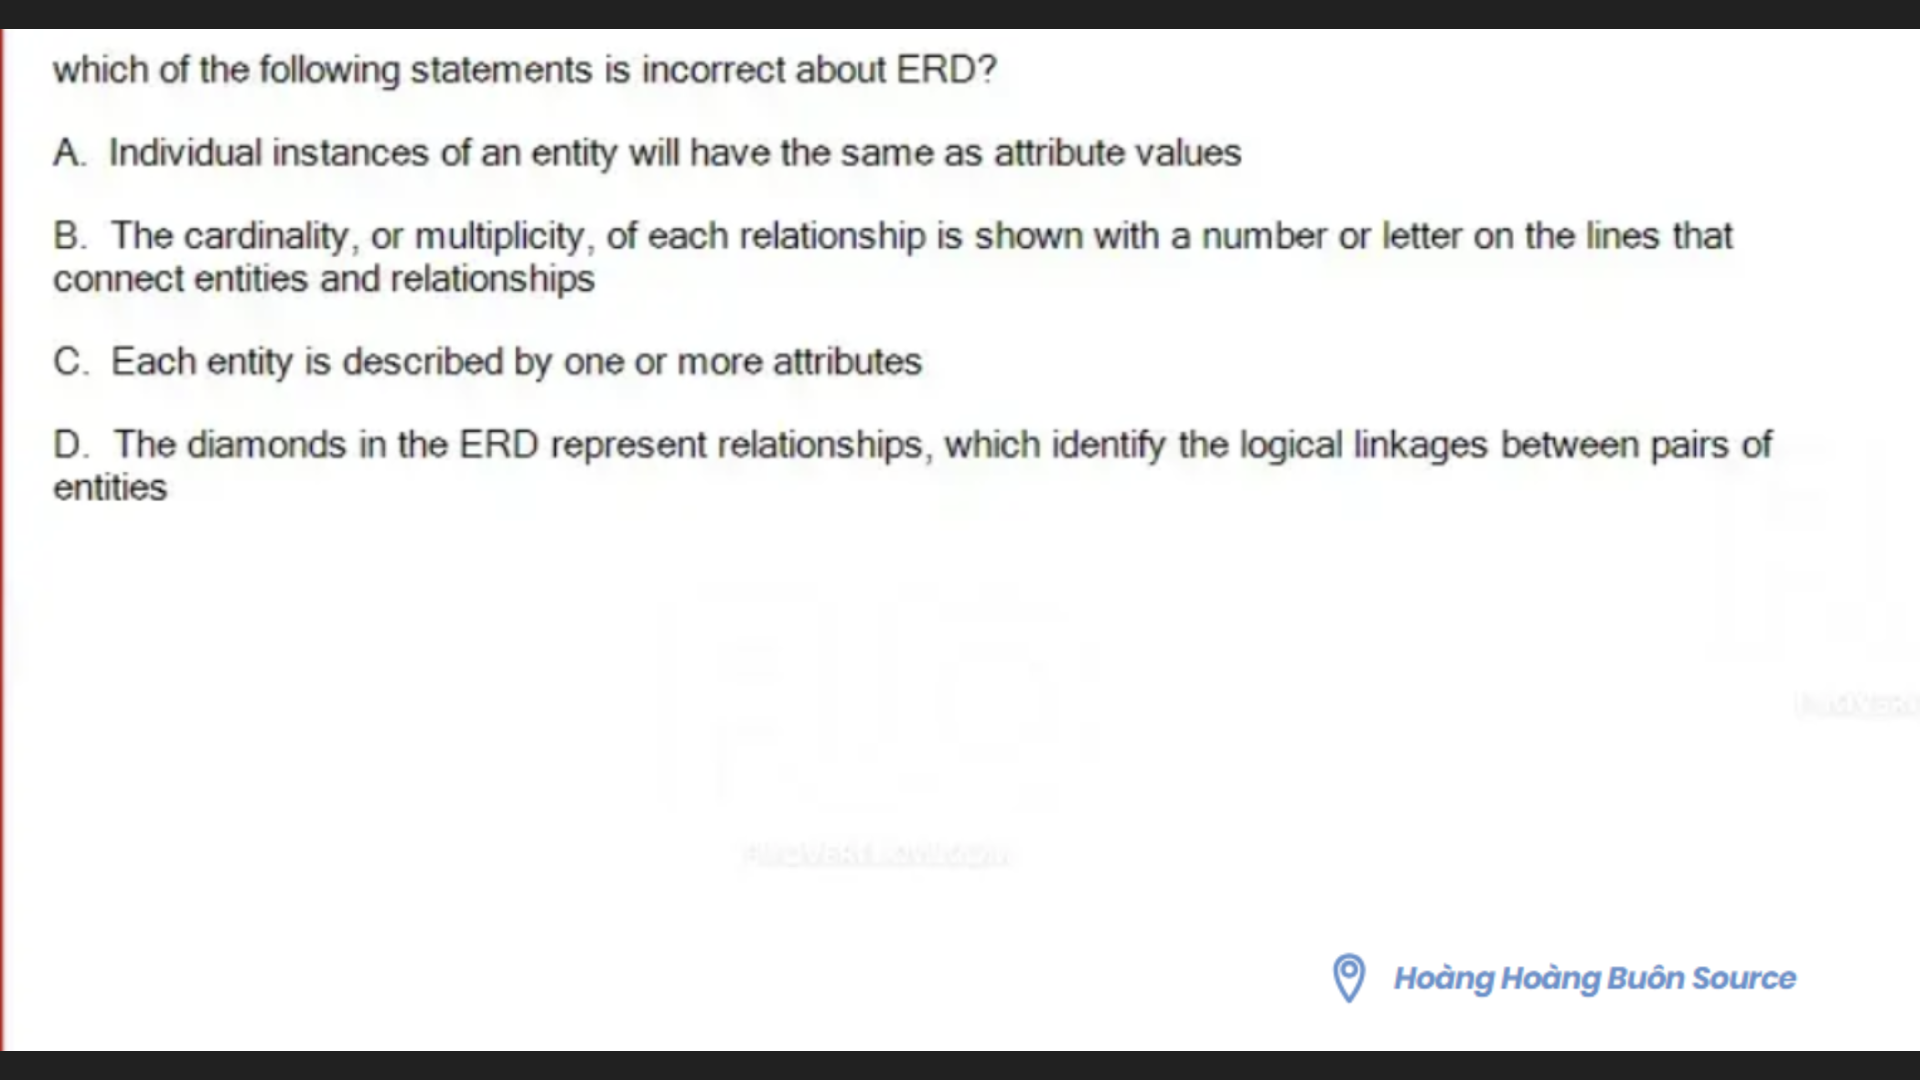 which of the following statements is incorrect about ERD?
A. Individual instances of an entity will have the same as attribute values
B. The cardinality, or multiplicity, of each relationship is shown with a number or letter on the lines that
connect entities and relationships
C. Each entity is described by one or more attributes
D. The diamonds in the ERD represent relationships, which identify the logical linkages between pairs of
entities
Hoàng Hoàng Buôn Source